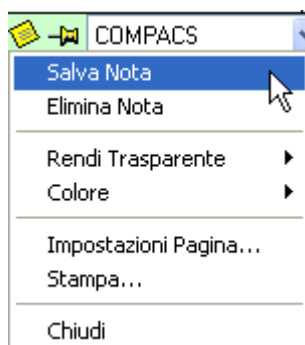 COMPACS
Salva Nota
Elimina Nota
Rendi Trasparente
Colore
Impostazioni Pagina...
Stampa...
Chiudi